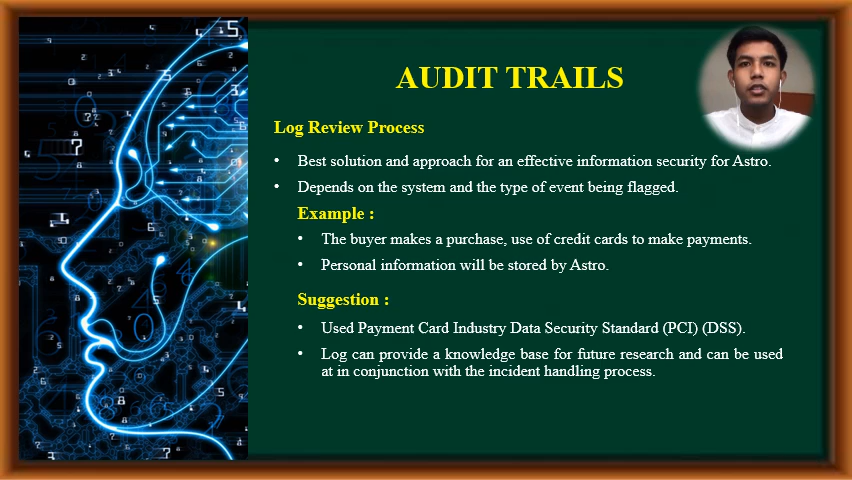 AUDIT TRAILS
Log Review Process
• Best solution and approach for an effective information security for Astro.
• Depends on the system and the type of event being flagged.
Example :
• The buyer makes a purchase, use of credit cards to make payments.
• Personal information will be stored by Astro.
Suggestion :
• Used Payment Card Industry Data Security Standard (PCI) (DSS).
• Log can provide a knowledge base for future research and can be used
at in conjunction with the incident handling process.